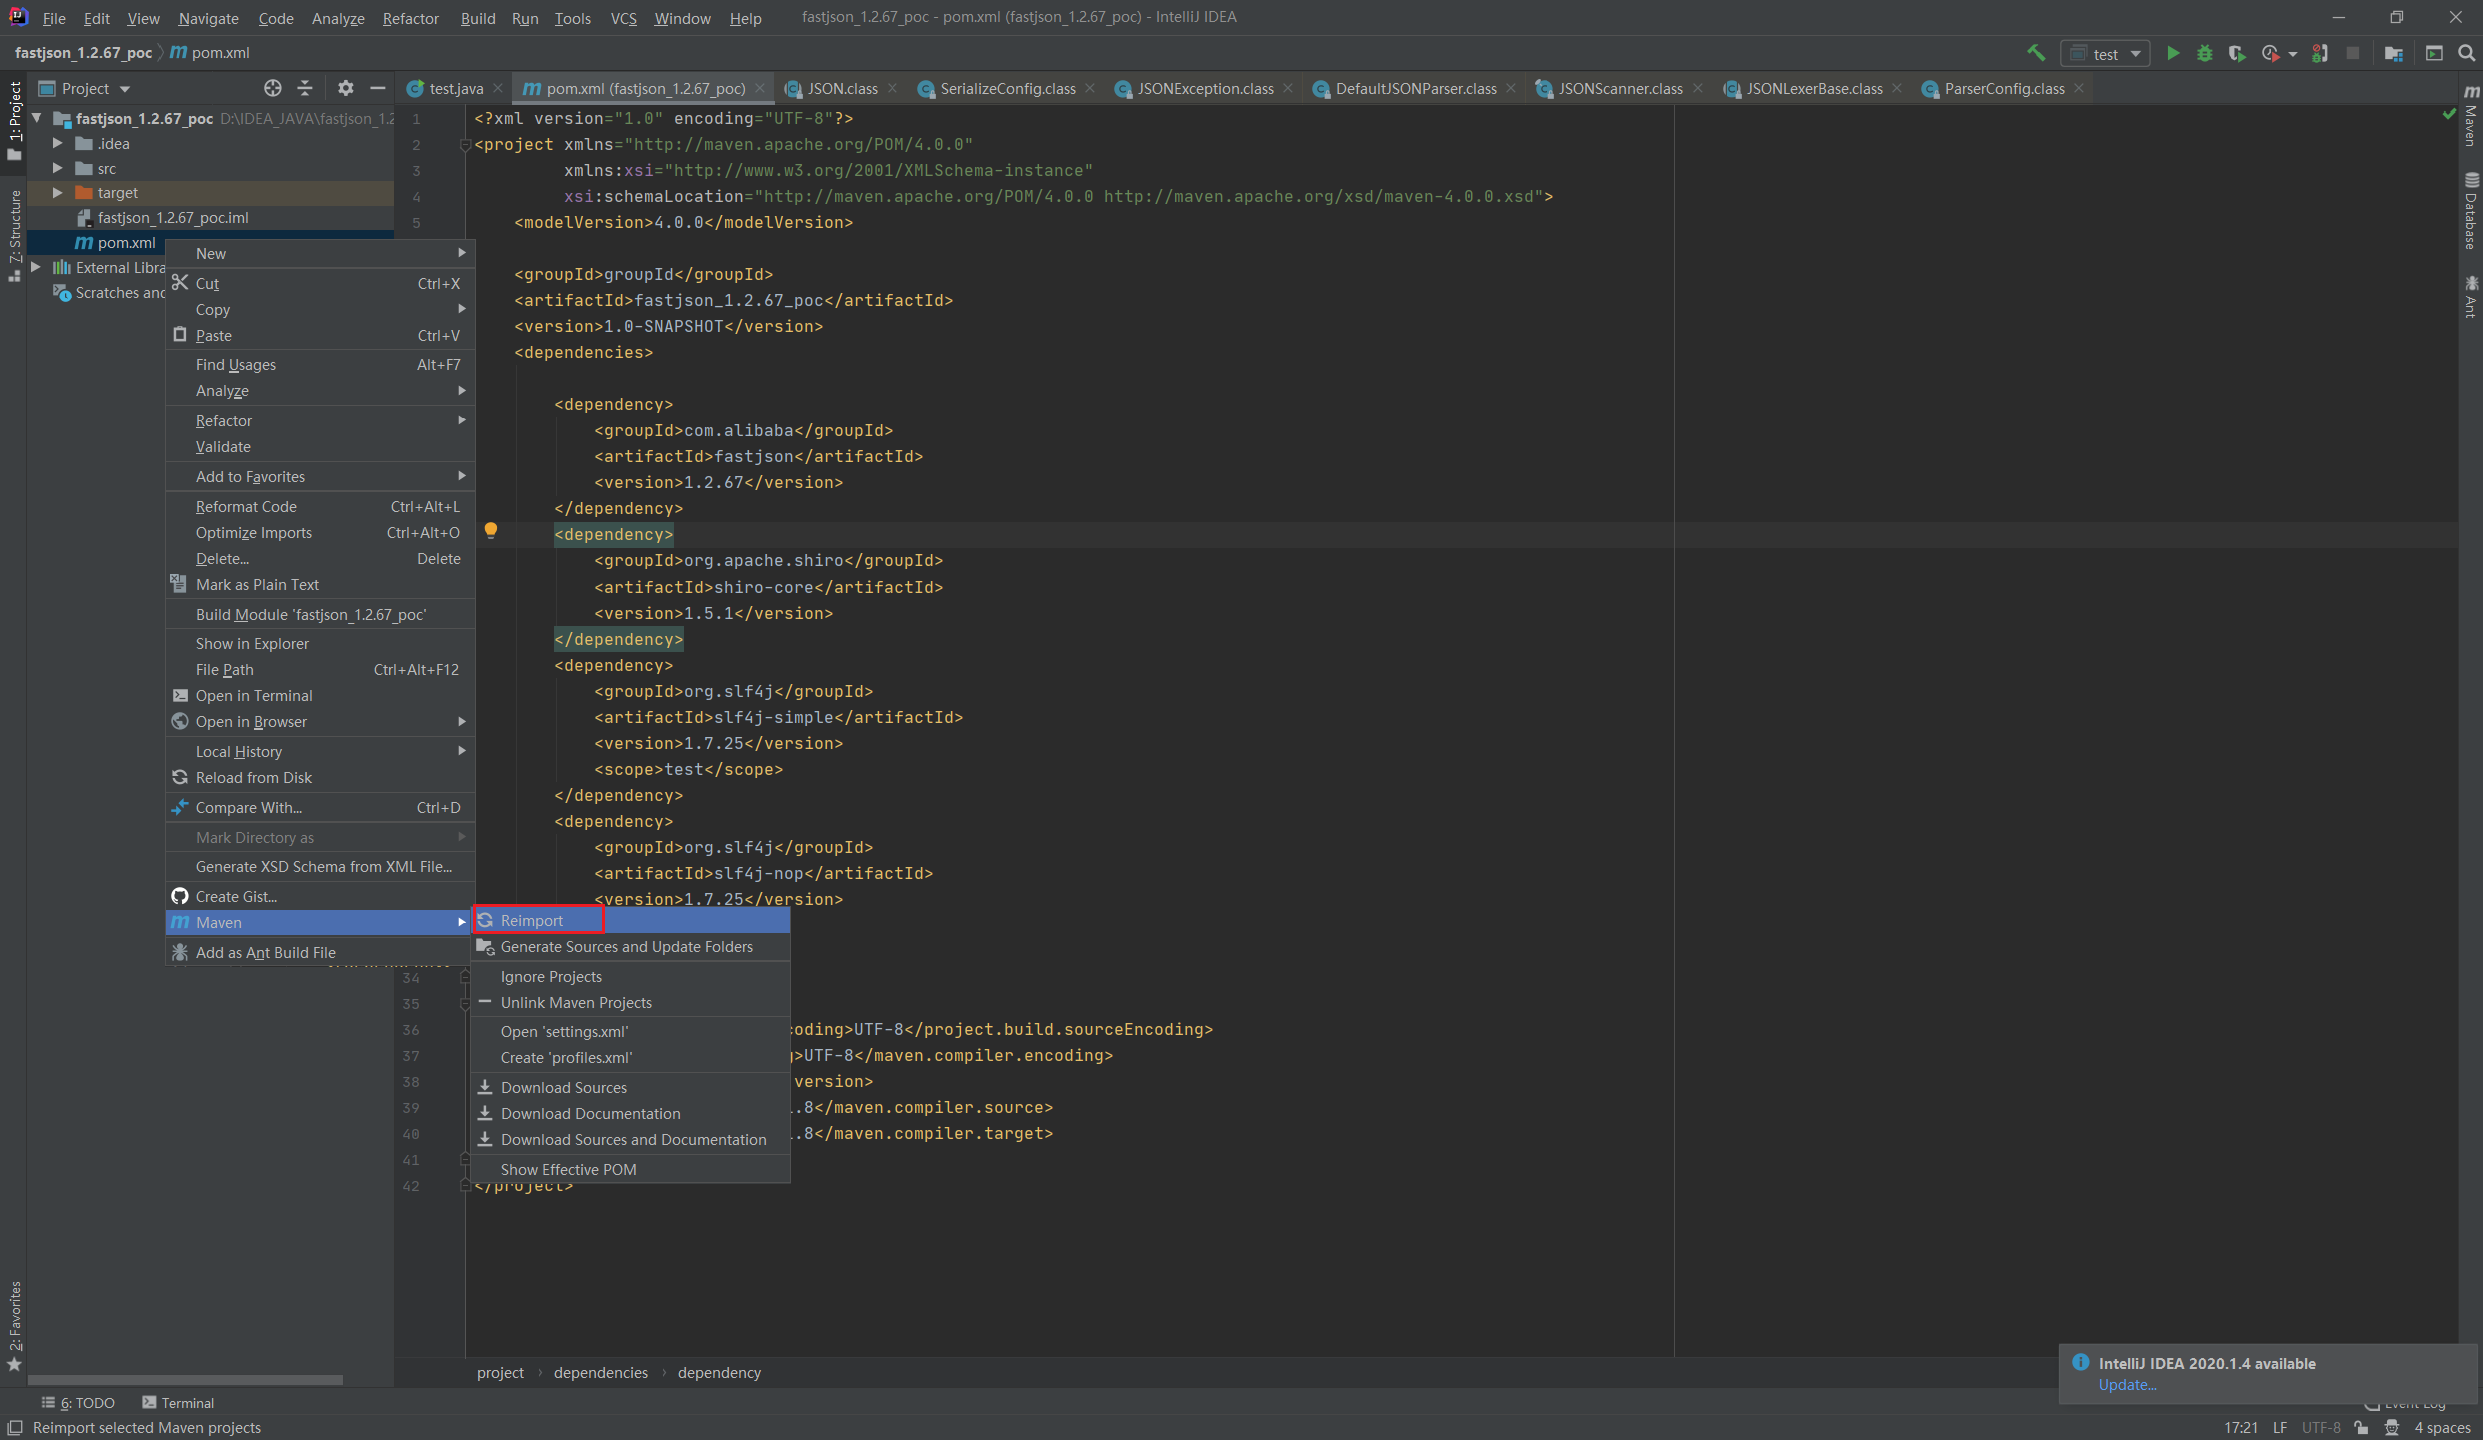 File Edit View Navigate Code Analyze Refactor Build Run Tools VCS Window Help fastjson_1.2.67_poc - pom.xml (fastjson_1.2.67_poc) - IntelliJ IDEA
fastjson_1.2.67_poc pom.xml
test
1: Project
7: Structure
2: Favorites
Project
fastjson_1.2.67_poc D:\IDEA_JAVA\fastjson_1.2
.idea
src
target
fastjson_1.2.67_poc.iml
pom.xml
External Libra
Scratches and
test.java pom.xml (fastjson_1.2.67_poc) JSON.class SerializeConfig.class JSONException.class DefaultJSONParser.class JSONScanner.class JSONLexerBase.class ParserConfig.class
1 <?xml version="1.0" encoding="UTF-8"?>
2 <project xmlns="http://maven.apache.org/POM/4.0.0"
3 xmlns:xsi="http://www.w3.org/2001/XMLSchema-instance"
4 xsi:schemaLocation="http://maven.apache.org/POM/4.0.0 http://maven.apache.org/xsd/maven-4.0.0.xsd">
5 <modelVersion>4.0.0</modelVersion>
<groupId>groupId</groupId>
<artifactId>fastjson_1.2.67_poc</artifactId>
<version>1.0-SNAPSHOT</version>
<dependencies>
<dependency>
<groupId>com.alibaba</groupId>
<artifactId>fastjson</artifactId>
<version>1.2.67</version>
</dependency>
<dependency>
<groupId>org.apache.shiro</groupId>
<artifactId>shiro-core</artifactId>
<version>1.5.1</version>
</dependency>
<dependency>
<groupId>org.slf4j</groupId>
<artifactId>slf4j-simple</artifactId>
<version>1.7.25</version>
<scope>test</scope>
</dependency>
<dependency>
<groupId>org.slf4j</groupId>
<artifactId>slf4j-nop</artifactId>
<version>1.7.25</version>
34
35
36 coding>UTF-8</project.build.sourceEncoding>
37 g>UTF-8</maven.compiler.encoding>
38 version>
39 .8</maven.compiler.source>
40 .8</maven.compiler.target>
41
42 </project>
New
Cut Ctrl+X
Copy
Paste Ctrl+V
Find Usages Alt+F7
Analyze
Refactor
Validate
Add to Favorites
Reformat Code Ctrl+Alt+L
Optimize Imports Ctrl+Alt+O
Delete... Delete
Mark as Plain Text
Build Module 'fastjson_1.2.67_poc'
Show in Explorer
File Path Ctrl+Alt+F12
Open in Terminal
Open in Browser
Local History
Reload from Disk
Compare With... Ctrl+D
Mark Directory as
Generate XSD Schema from XML File...
Create Gist...
Maven
Add as Ant Build File
Reimport
Generate Sources and Update Folders
Ignore Projects
Unlink Maven Projects
Open 'settings.xml'
Create 'profiles.xml'
Download Sources
Download Documentation
Download Sources and Documentation
Show Effective POM
Maven
Database
Ant
project › dependencies › dependency
IntelliJ IDEA 2020.1.4 available
Update...
6: TODO Terminal Event Log
Reimport selected Maven projects 17:21 LF UTF-8 4 spaces